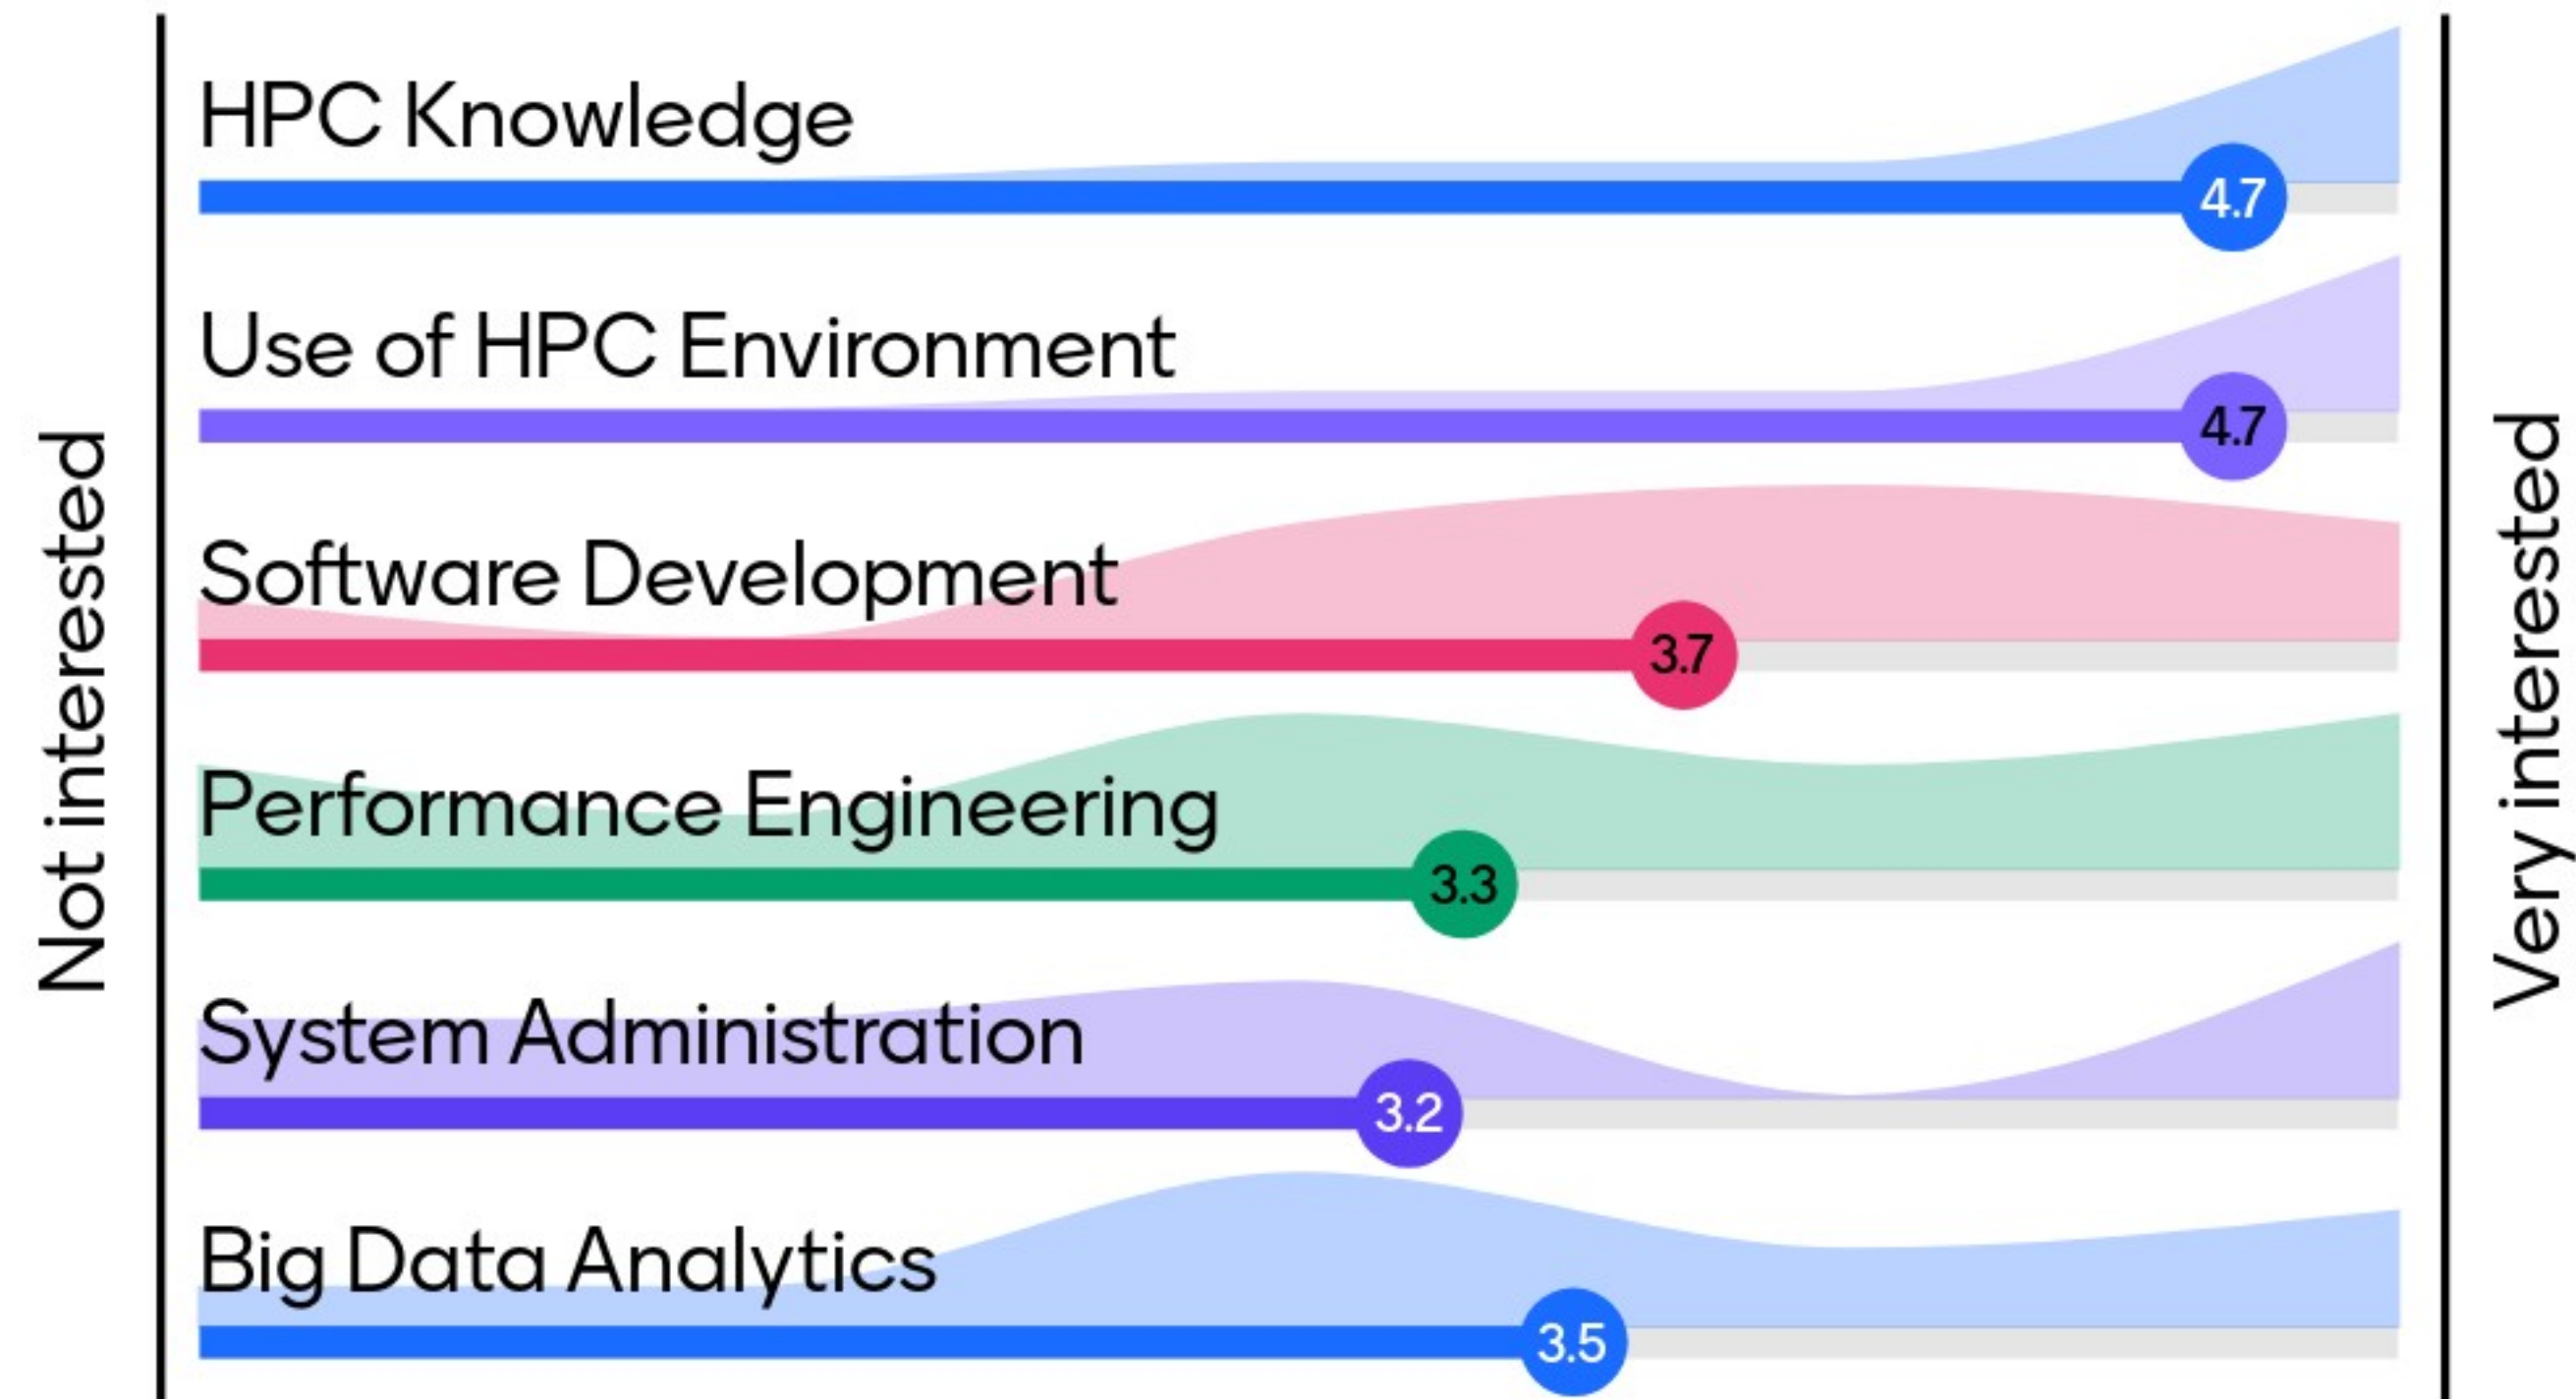 Not interested
HPC Knowledge
4.7
Use of HPC Environment
4.7
Software Development
3.7
Performance Engineering
3.3
System Administration
3.2
Big Data Analytics
3.5
Very interested